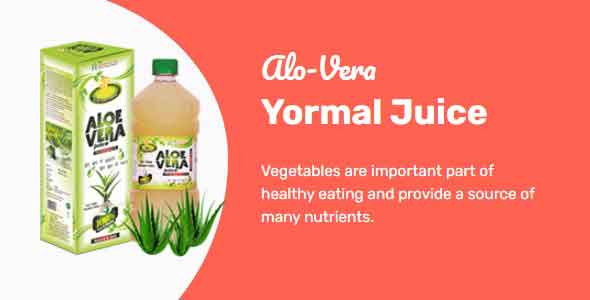 Alo-Vera
Yormal Juice
Vegetables are important part of
healthy eating and provide a source of
many nutrients.
ALOE
VERA
ALOE
VERA